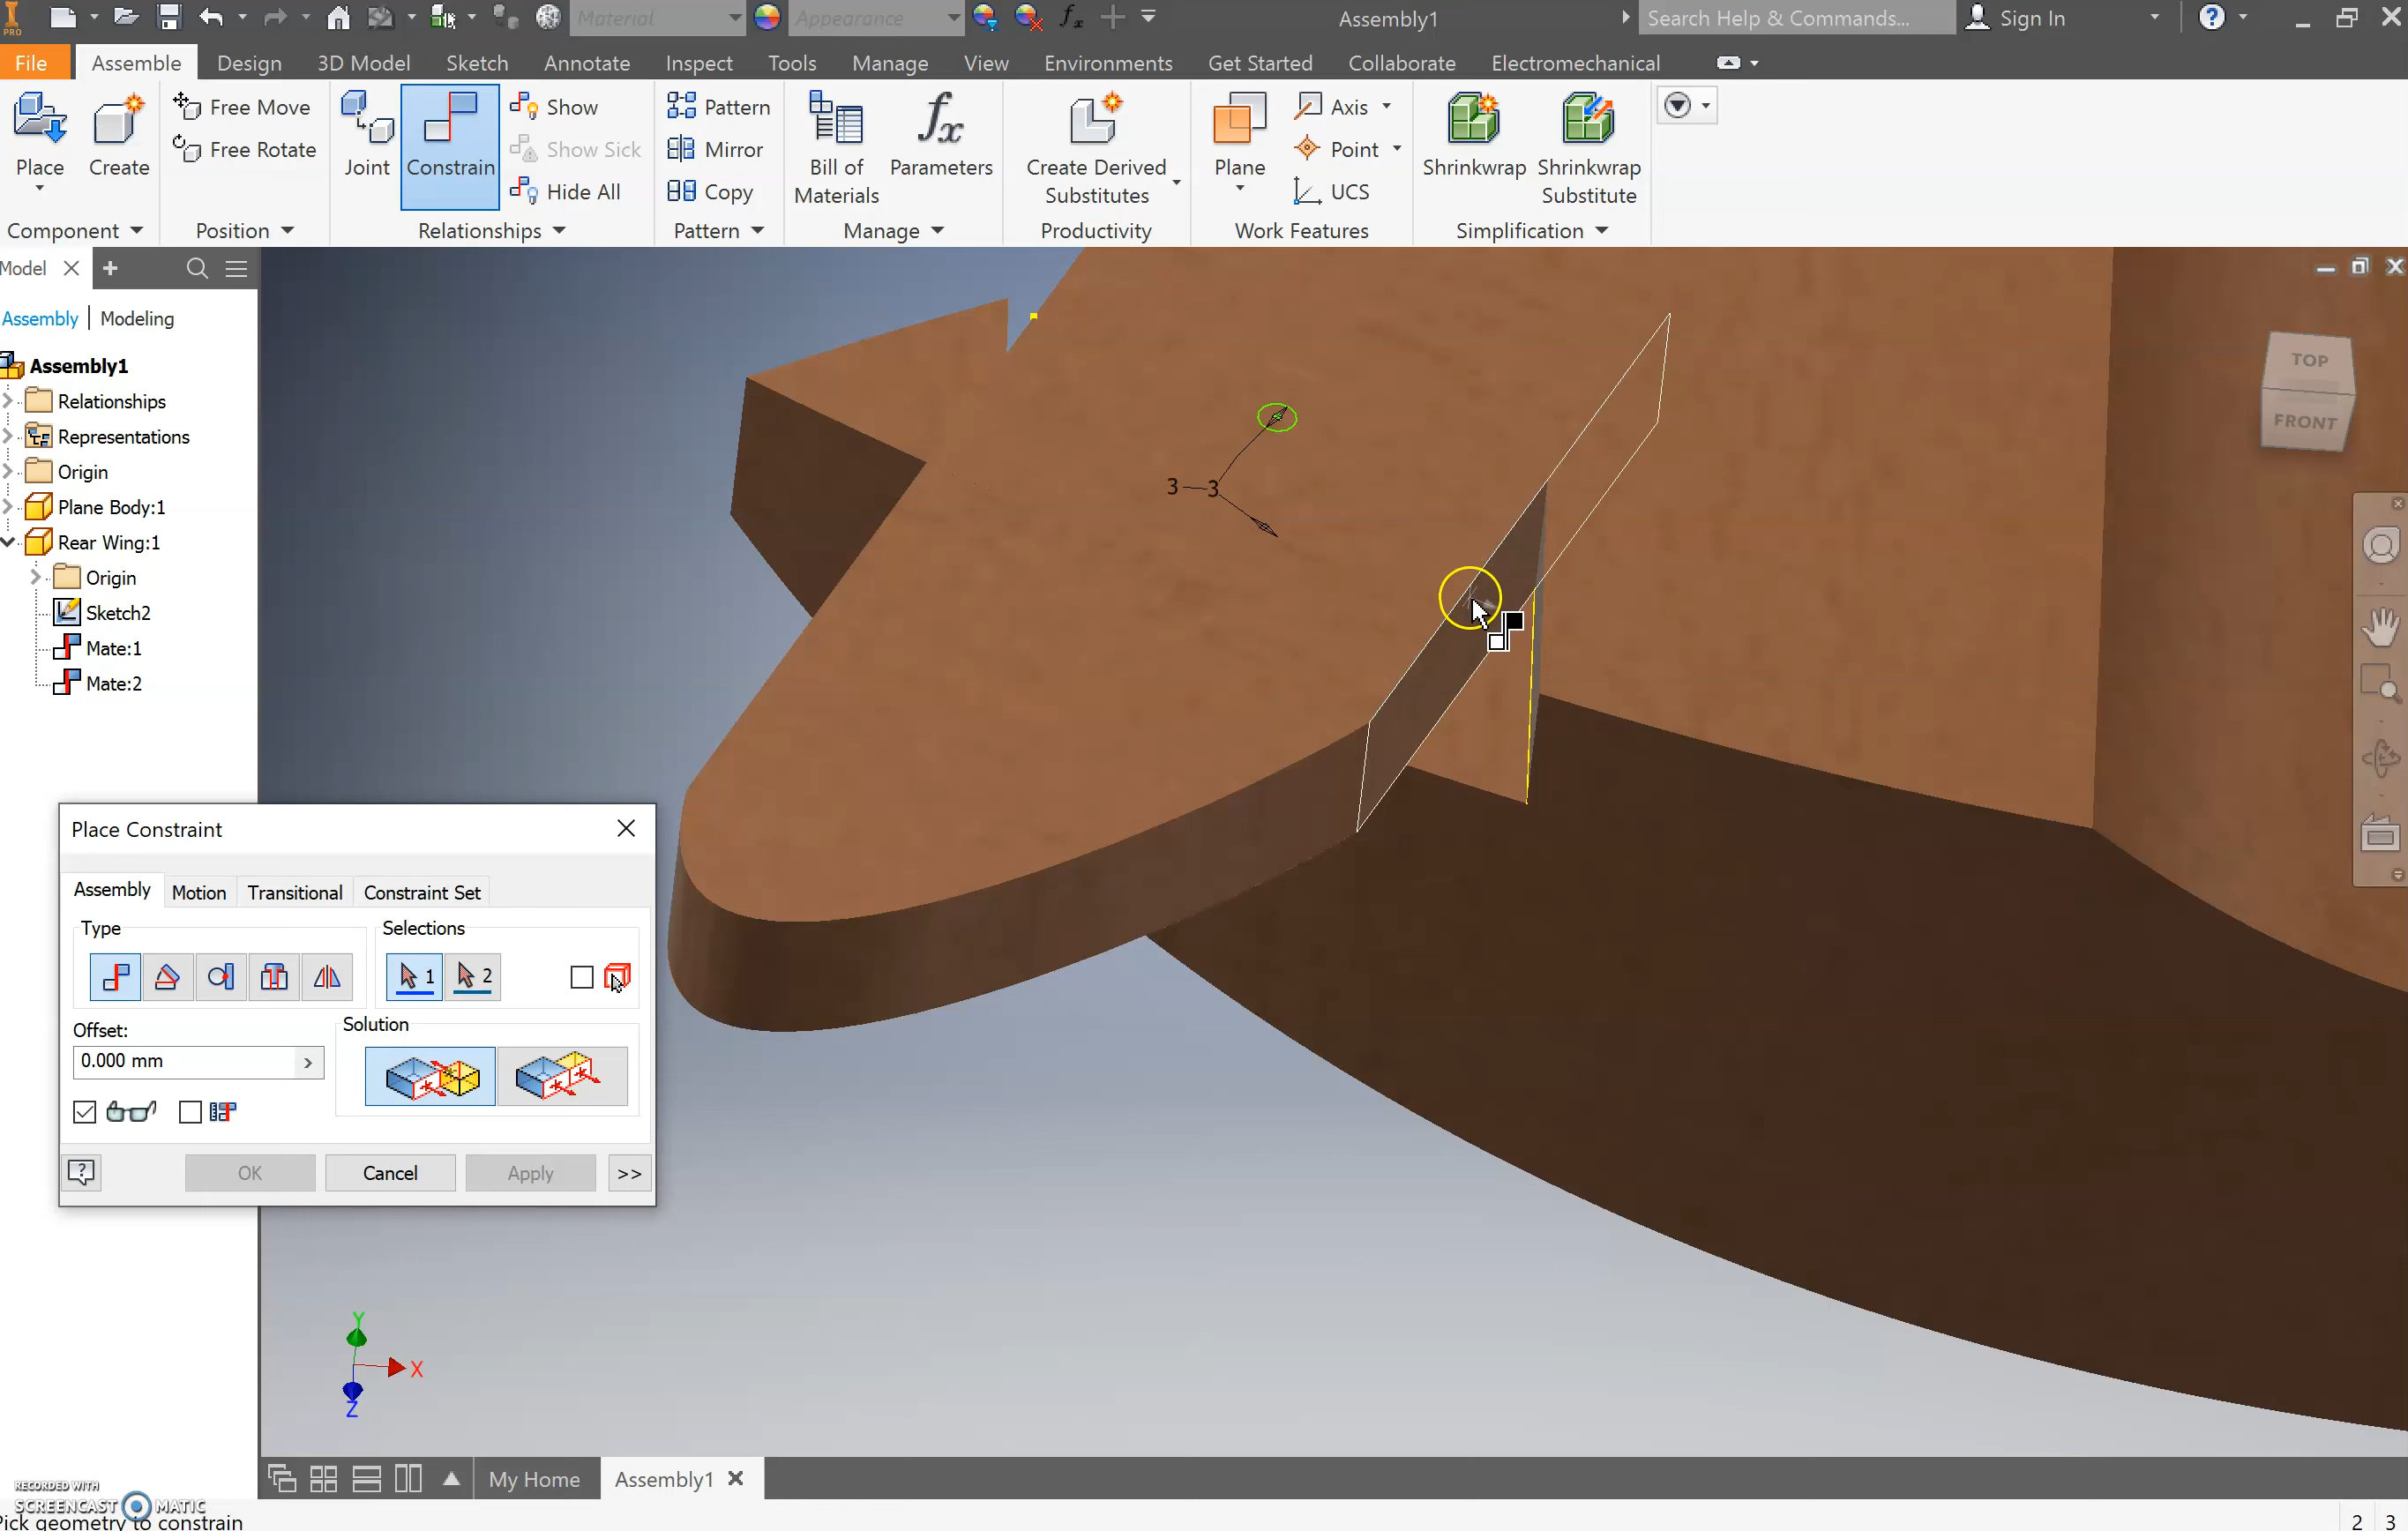 PRO
Material
Appearance
Assembly1
Search Help & Commands...
Sign In
File
Assemble
Design
3D Model
Sketch
Annotate
Inspect
Tools
Manage
View
Environments
Get Started
Collaborate
Electromechanical
Place
Create
Free Move
Free Rotate
Joint
Constrain
Show
Show Sick
Hide All
Pattern
Mirror
Copy
Bill of
Materials
fx
Parameters
Create Derived
Substitutes
Plane
Axis
Point
UCS
Shrinkwrap
Shrinkwrap
Substitute
Component
Position
Relationships
Pattern
Manage
Productivity
Work Features
Simplification
Model
Assembly | Modeling
Assembly1
Relationships
Representations
Origin
Plane Body:1
Rear Wing:1
Origin
Sketch2
Mate:1
Mate:2
TOP
FRONT
3
3
Place Constraint
Assembly
Motion
Transitional
Constraint Set
Type
Selections
1
2
Offset:
0.000 mm
Solution
OK
Cancel
Apply
>>
Y
X
Z
My Home
Assembly1
RECORDED WITH
SCREENCAST MATIC
Pick geometry to constrain
2 3